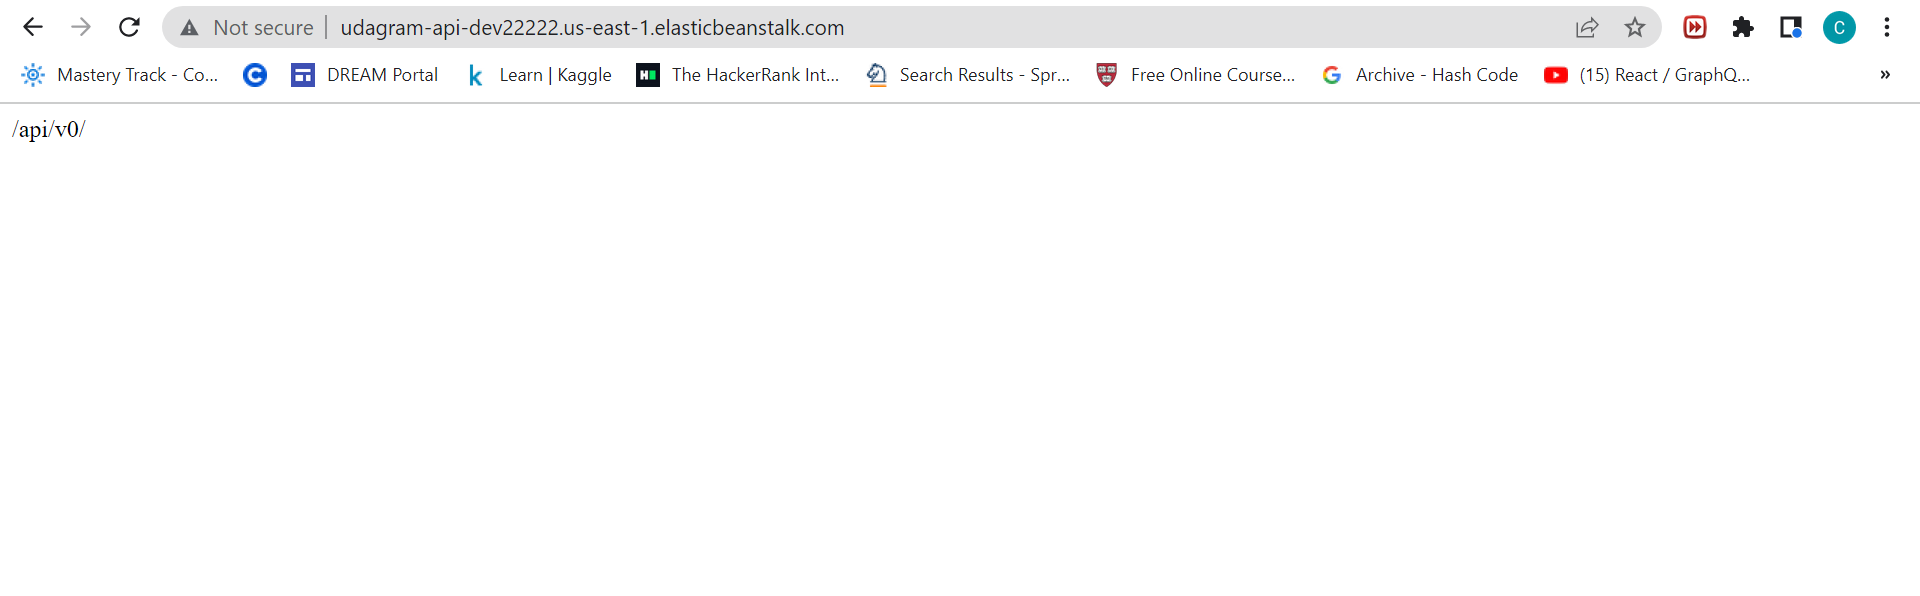 Not secure | udagram-api-dev22222.us-east-1.elasticbeanstalk.com C
Mastery Track - Co... C DREAM Portal k Learn | Kaggle H The HackerRank Int... Search Results - Spr... Free Online Course... G Archive - Hash Code (15) React / GraphQ... »
/api/v0/